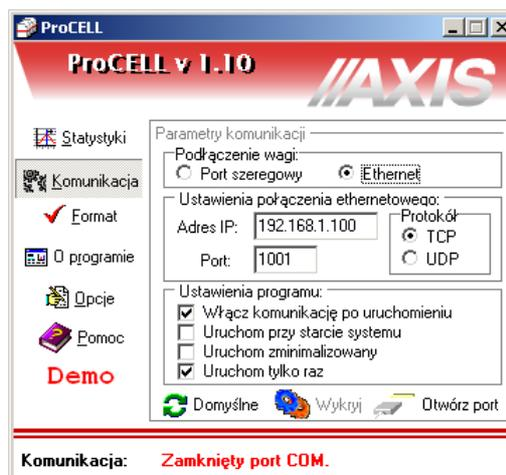 ProCELL
ProCELL v 1.10
//AXIS
Statystyki
Komunikacja
Format
O programie
Opcje
Pomoc
Demo
Parametry komunikacji
Podłączenie wagi:
Port szeregowy Ethernet
Ustawienia połączenia ethernetowego:
Adres IP: 192.168.1.100
Port: 1001
Protokół
TCP
UDP
Ustawienia programu:
Włącz komunikację po uruchomieniu
Uruchom przy starcie systemu
Uruchom zminimalizowany
Uruchom tylko raz
Domyślne Wykryj Otwórz port
Komunikacja: Zamknięty port COM.